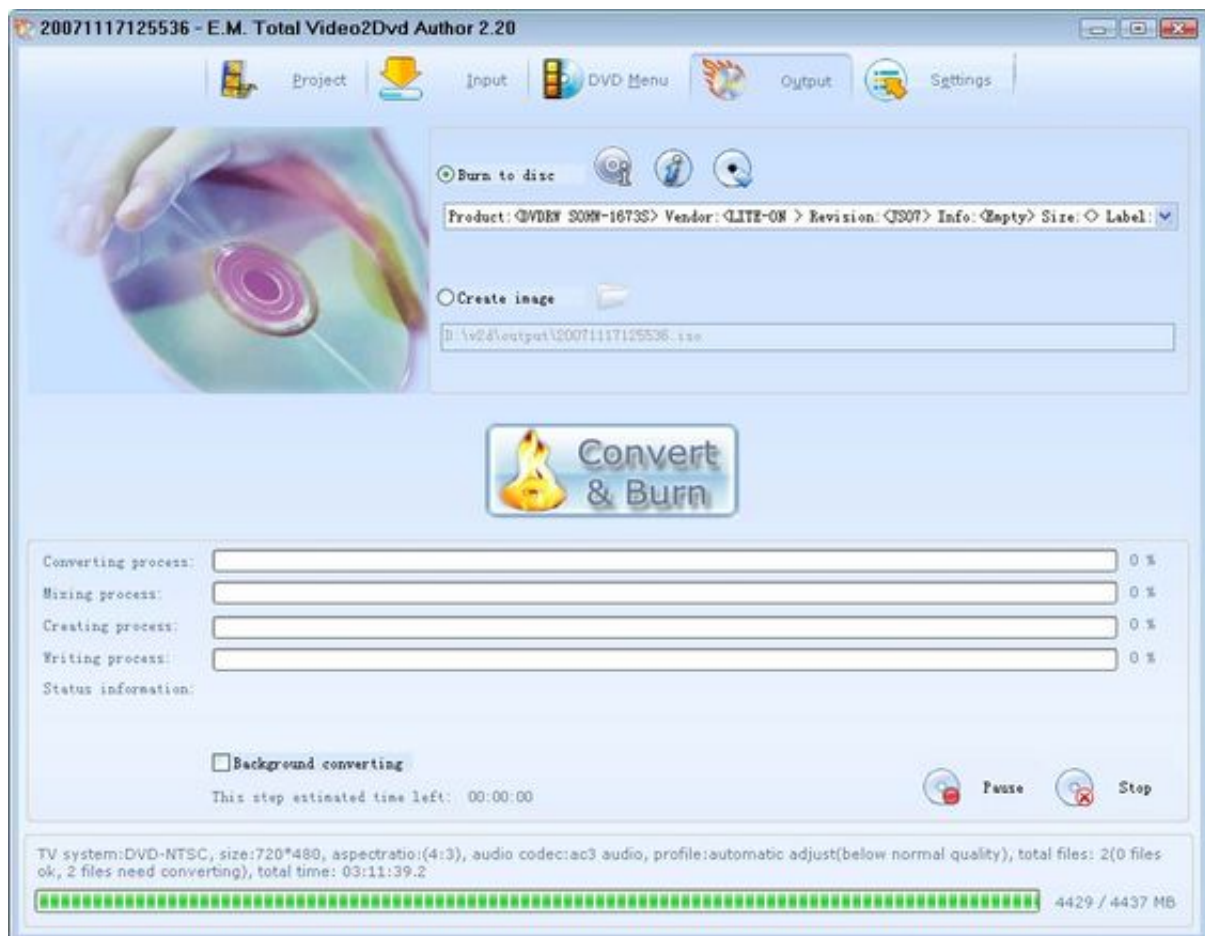 20071117125536 - E.M. Total Video2Dvd Author 2.20
Project Input DVD Menu Output Settings
Burn to disc
Product:<DVDRW SOHW-1673S> Vendor:<LITE-ON > Revision:<JS07> Info:<Empty> Size:<> Label:
Create image
D:\v2d\output\20071117125536.iso
Convert
& Burn
Converting process: 0 %
Mixing process: 0 %
Creating process: 0 %
Writing process: 0 %
Status information:
Background converting
This step estimated time left: 00:00:00
Pause Stop
TV system:DVD-NTSC, size:720*480, aspectratio:(4:3), audio codec:ac3 audio, profile:automatic adjust(below normal quality), total files: 2(0 files
ok, 2 files need converting), total time: 03:11:39.2
4429 / 4437 MB